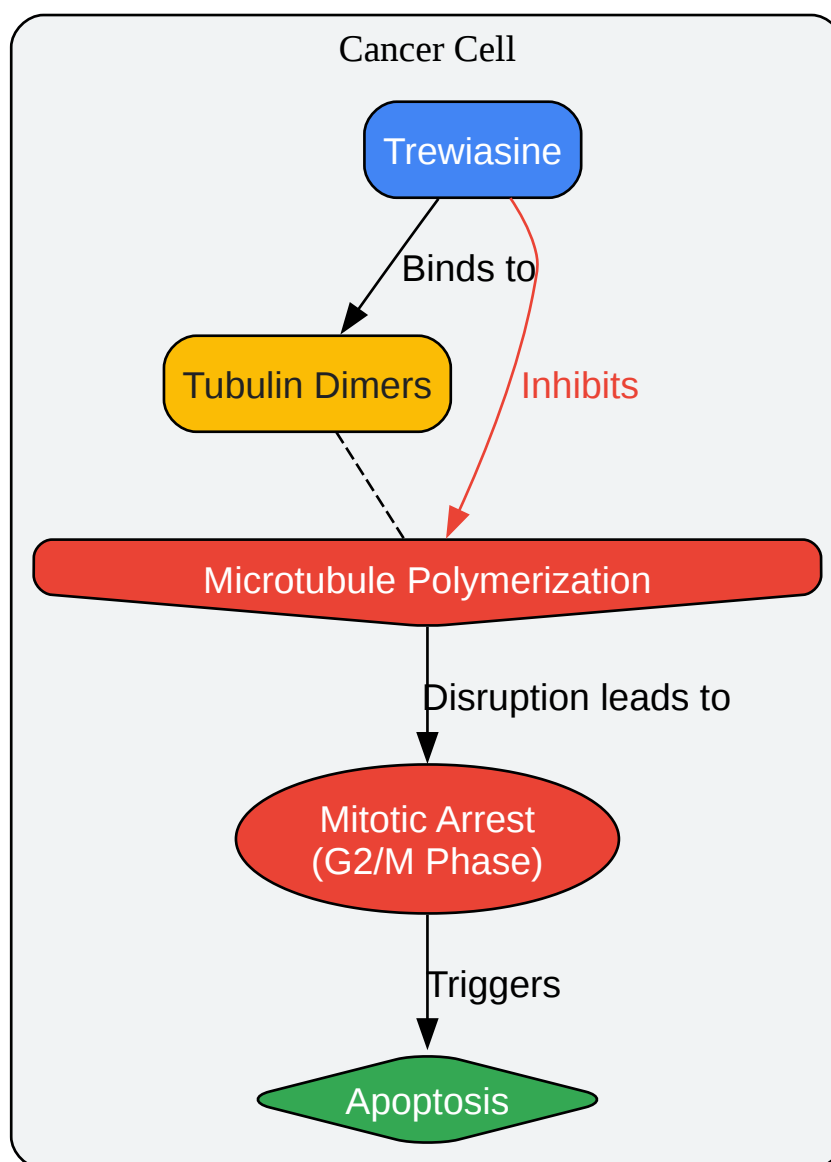 Cancer Cell
Trewiasine
Binds to
Tubulin Dimers
Inhibits
Microtubule Polymerization
Disruption leads to
Mitotic Arrest
(G2/M Phase)
Triggers
Apoptosis